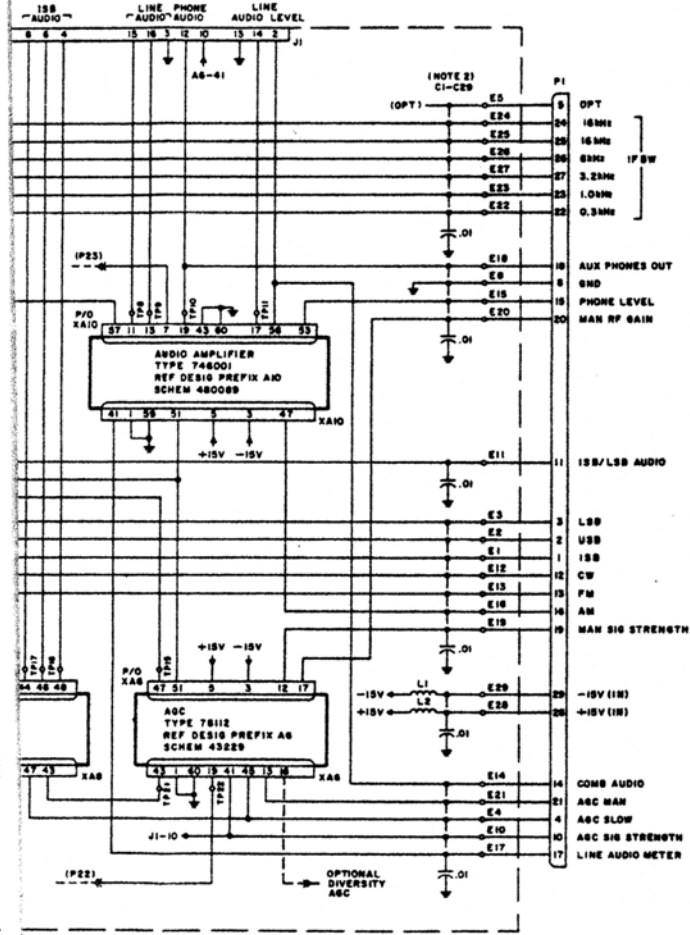 ISB AUDIO
LINE AUDIO
PHONE AUDIO
LINE AUDIO LEVEL
8 6 4
15 16 3 12 10 13 14 2
J1
A6-41
(NOTE 2)
C1-C29
P1
(OPT)
E5 5 OPT
E24 24 16kHz
E25 25 16kHz
E26 26 6kHz
IF BW
E27 27 3.2kHz
E23 23 1.0kHz
E22 22 0.3kHz
.01
(P23)
E18 18 AUX PHONES OUT
E8 8 GND
E15 15 PHONE LEVEL
E20 20 MAN RF GAIN
P/O
XA10
TP8 TP9 TP10 TP11
57 11 13 7 19 43 60 17 56 53
.01
AUDIO AMPLIFIER
TYPE 746001
REF DESIG PREFIX A10
SCHEM 480089
41 1 59 51 5 3 47
XA10
+15V -15V
E11 11 ISB/LSB AUDIO
.01
E3 3 LSB
E2 2 USB
E1 1 ISB
E12 12 CW
E13 13 FM
E16 16 AM
E19 19 MAN SIG STRENGTH
.01
TP17 TP16
P/O
XA6
TP15
+15V -15V
44 46 48
47 51 5 3 12 17
L1
-15V E29 29 -15V (IN)
L2
+15V E28 28 +15V (IN)
.01
AGC
TYPE 76112
REF DESIG PREFIX A6
SCHEM 43229
47 43
XA8
43 1 60 19 41 45 13 16
XA6
TP21 TP22
E14 14 COMB AUDIO
E21 21 AGC MAN
E4 4 AGC SLOW
J1-10
E10 10 AGC SIG STRENGTH
E17 17 LINE AUDIO METER
(P22)
OPTIONAL
DIVERSITY
AGC
.01